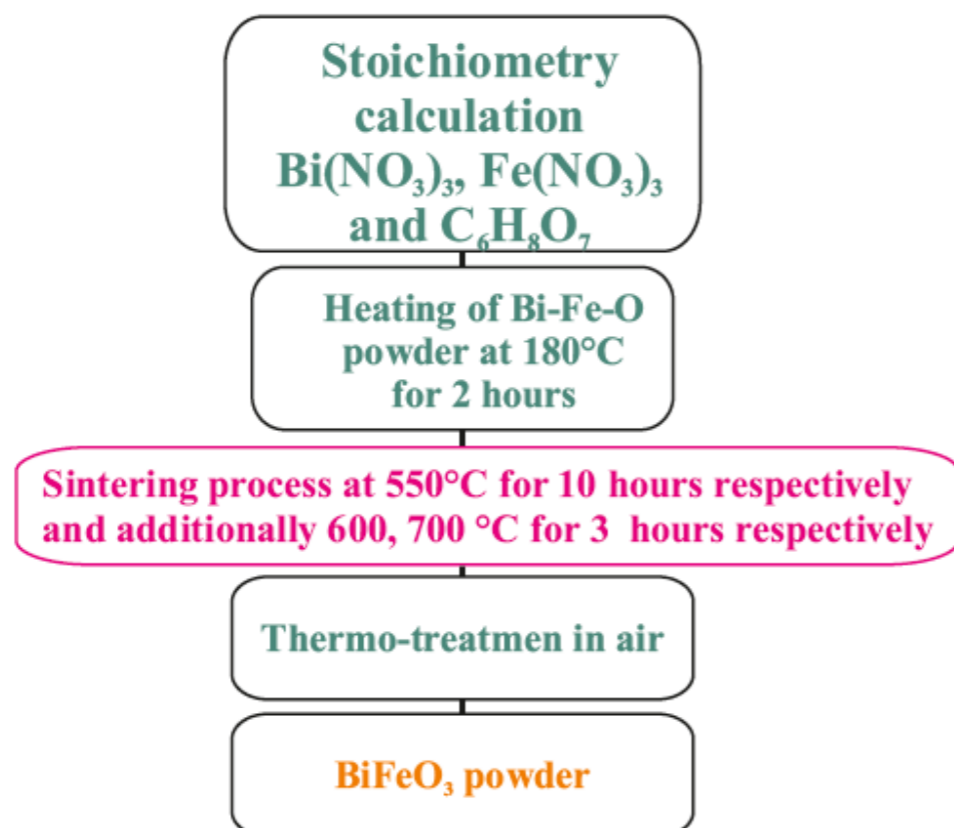 Stoichiometry
calculation
Bi(NO₃)₃, Fe(NO₃)₃
and C₆H₈O₇
Heating of Bi-Fe-O
powder at 180°C
for 2 hours
Sintering process at 550°C for 10 hours respectively
and additionally 600, 700 °C for 3 hours respectively
Thermo-treatmen in air
BiFeO₃ powder